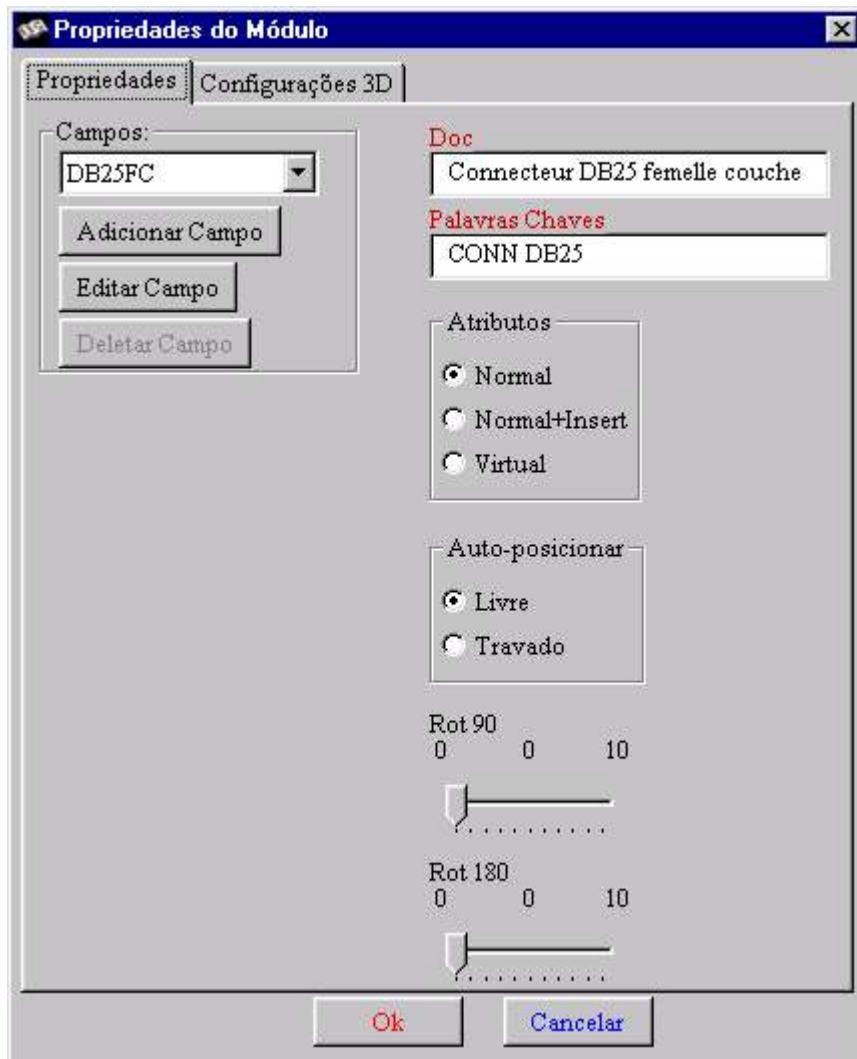 Propriedades do Módulo
Propriedades
Configurações 3D
Campos:
DB25FC
Adicionar Campo
Editar Campo
Deletar Campo
Doc
Connecteur DB25 femelle couche
Palavras Chaves
CONN DB25
Atributos
Normal
Normal+Insert
Virtual
Auto-posicionar
Livre
Travado
Rot 90
0 0 10
Rot 180
0 0 10
Ok
Cancelar